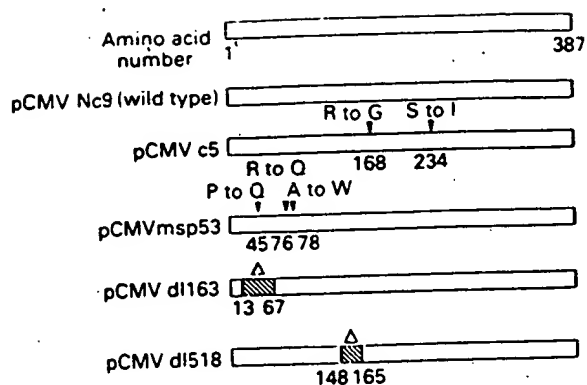 Amino acid
number
1' 387
pCMV Nc9 (wild type)
R to G S to I
pCMV c5
168 234
R to Q
P to Q A to W
pCMVmsp53
45 76 78
Δ
pCMV dl163
13 67
Δ
pCMV dl518
148 165